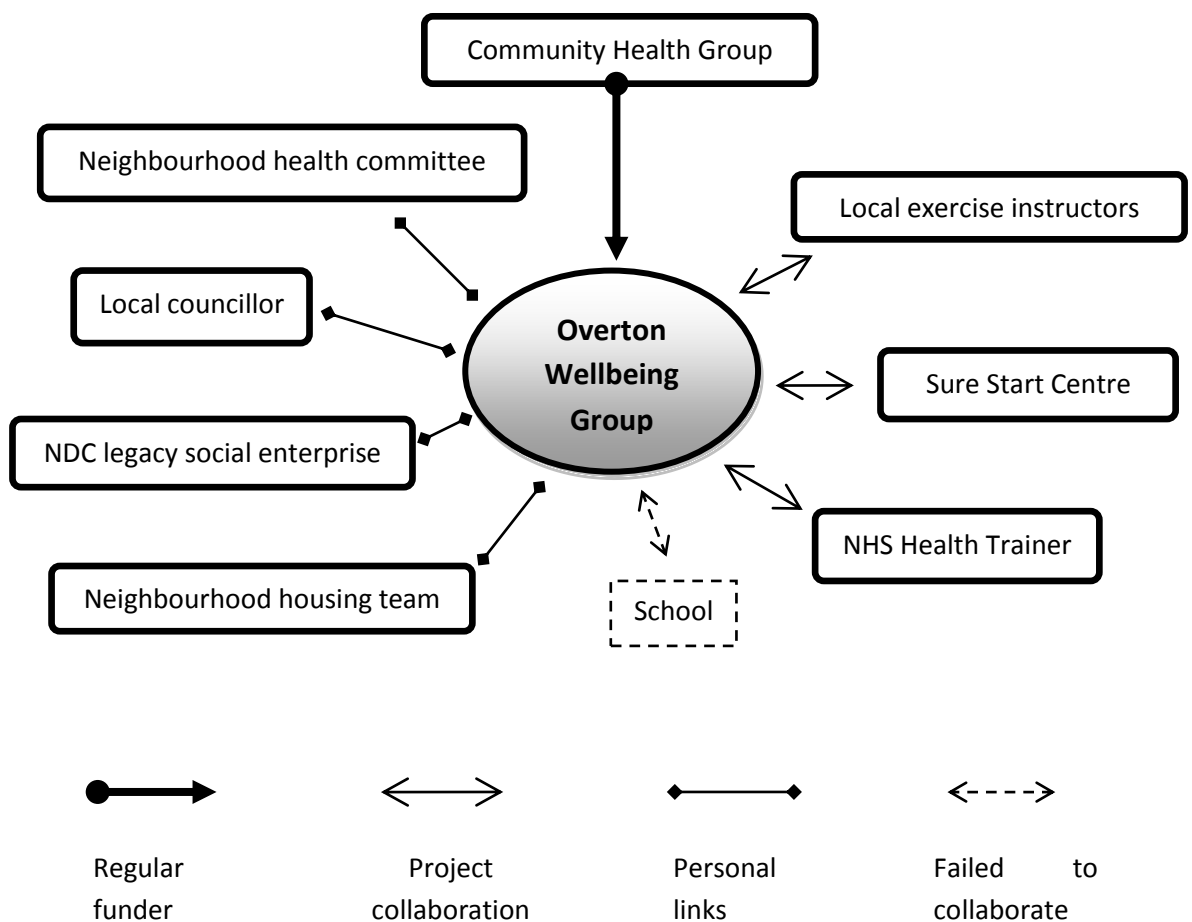 Community Health Group
Neighbourhood health committee
Local exercise instructors
Local councillor
Overton
Wellbeing
Group
Sure Start Centre
NDC legacy social enterprise
NHS Health Trainer
Neighbourhood housing team
School
Regular
funder
Project
collaboration
Personal
links
Failed to
collaborate